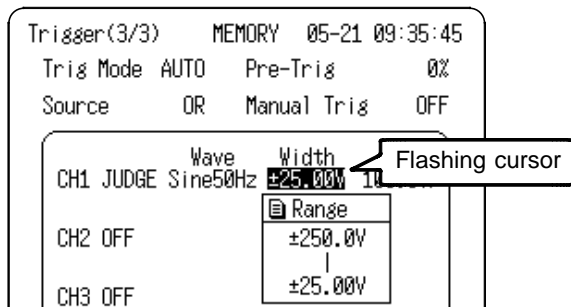 Trigger(3/3) MEMORY 05-21 09:35:45
Trig Mode AUTO Pre-Trig 0%
Source OR Manual Trig OFF
Wave Width
CH1 JUDGE Sine50Hz ±25.00V
Flashing cursor
Range
CH2 OFF ±250.0V
±25.00V
CH3 OFF